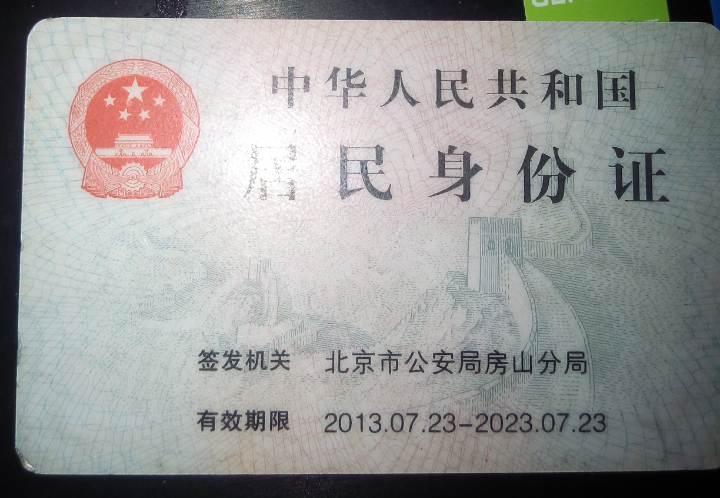 中华人民共和国
居民身份证
签发机关 北京市公安局房山分局
有效期限 2013.07.23-2023.07.23